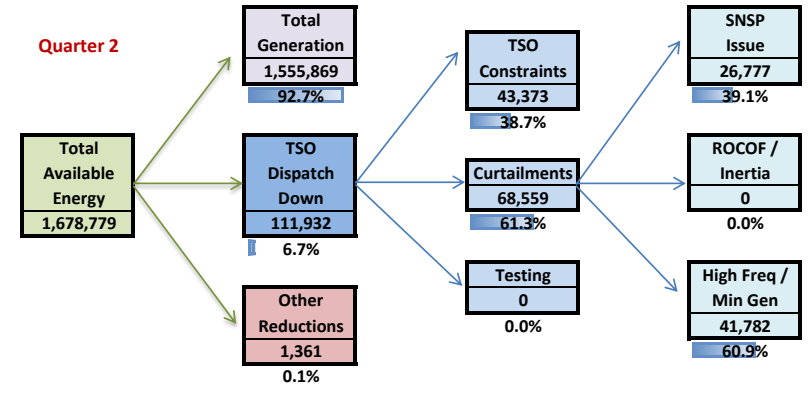 Quarter 2
Total
Available
Energy
1,678,779
Total
Generation
1,555,869
92.7%
TSO
Dispatch
Down
111,932
6.7%
Other
Reductions
1,361
0.1%
TSO
Constraints
43,373
38.7%
Curtailments
68,559
61.3%
Testing
0
0.0%
SNSP
Issue
26,777
39.1%
ROCOF /
Inertia
0
0.0%
High Freq /
Min Gen
41,782
60.9%